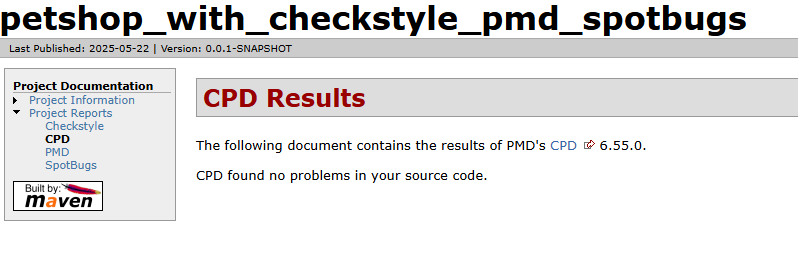 petshop_with_checkstyle_pmd_spotbugs
Last Published: 2025-05-22 | Version: 0.0.1-SNAPSHOT
Project Documentation
Project Information
Project Reports
Checkstyle
CPD
PMD
SpotBugs
Built by:
maven
CPD Results
The following document contains the results of PMD's CPD 6.55.0.
CPD found no problems in your source code.